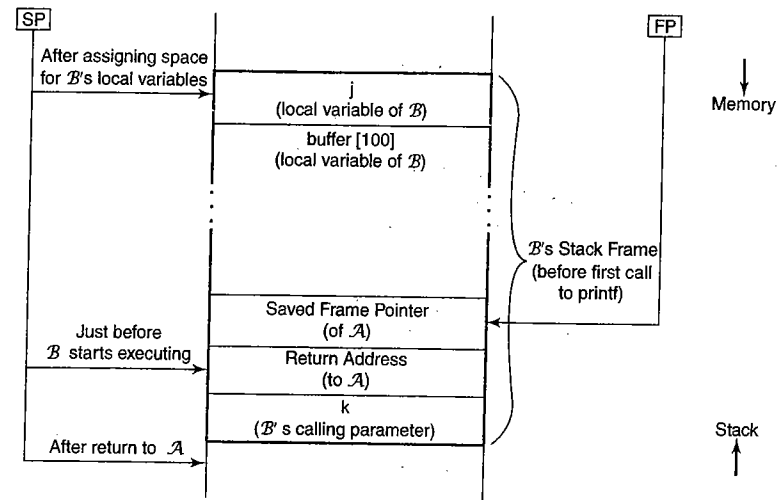 SP
FP
After assigning space
for ℬ's local variables
j
(local variable of ℬ)
Memory
buffer [100]
(local variable of ℬ)
ℬ's Stack Frame
(before first call
to printf)
Saved Frame Pointer
(of 𝒜)
Just before
ℬ starts executing
Return Address
(to 𝒜)
k
(ℬ's calling parameter)
Stack
After return to 𝒜